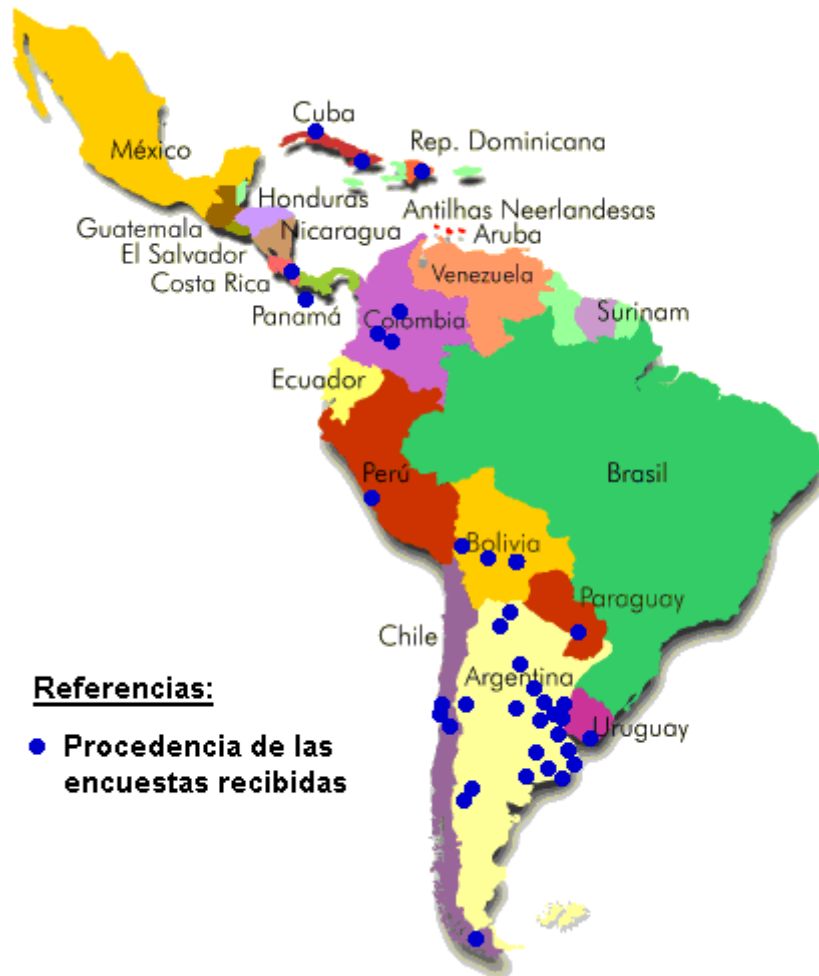 Cuba
Rep. Dominicana
México
Honduras
Antilhas Neerlandesas
Guatemala
Nicaragua
Aruba
El Salvador
Costa Rica
Venezuela
Panamá
Colombia
Surinam
Ecuador
Perú
Brasil
Bolivia
Paraguay
Chile
Argentina
Uruguay
Referencias:
Procedencia de las
encuestas recibidas